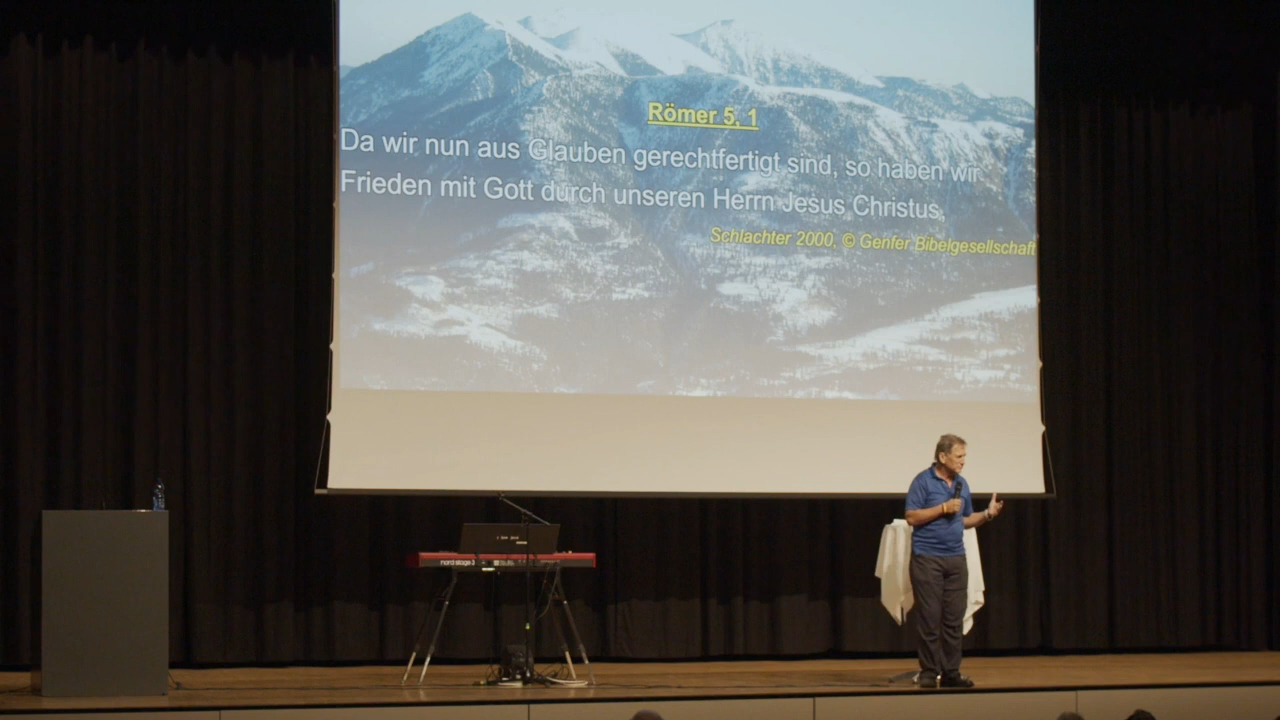 Römer 5, 1
Da wir nun aus Glauben gerechtfertigt sind, so haben wir
Frieden mit Gott durch unseren Herrn Jesus Christus,
Schlachter 2000, © Genfer Bibelgesellschaft
nord stage 3